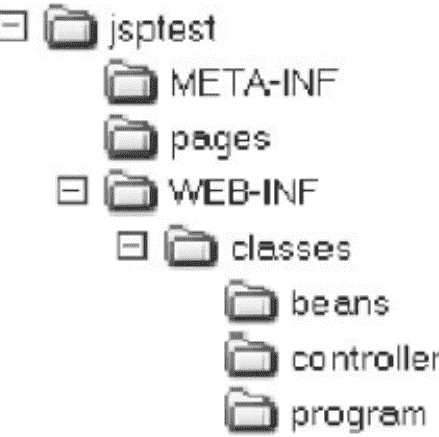 jsptest
META-INF
pages
WEB-INF
classes
beans
controller
program